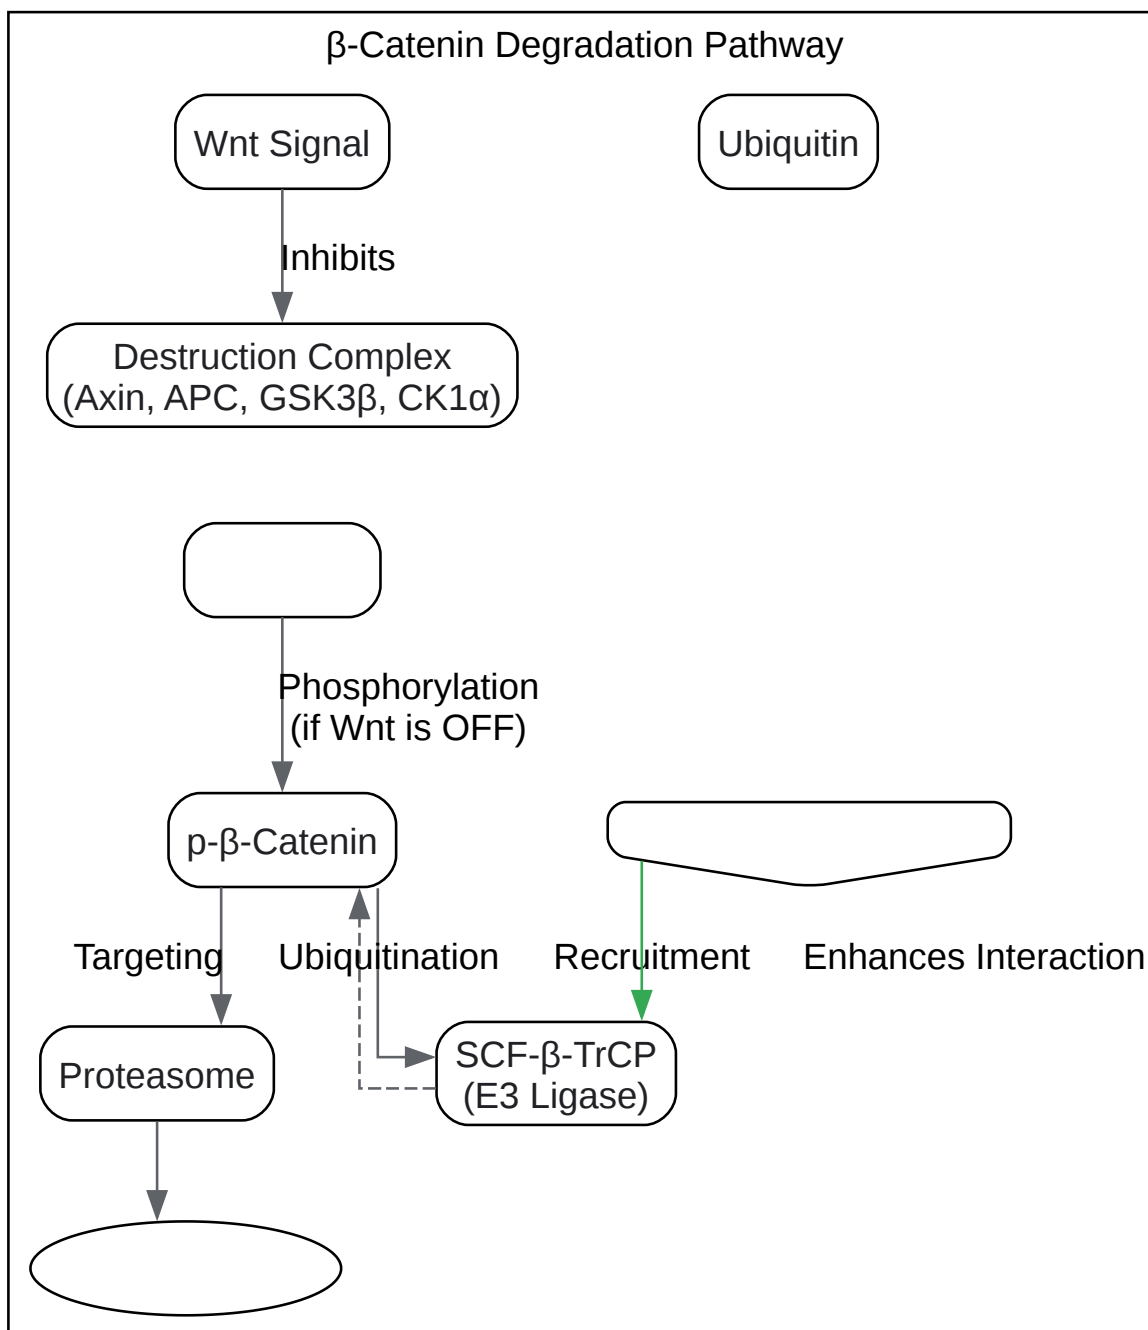 β-Catenin Degradation Pathway
Wnt Signal
Ubiquitin
Inhibits
Destruction Complex
(Axin, APC, GSK3β, CK1α)
Phosphorylation
(if Wnt is OFF)
p-β-Catenin
Targeting
Ubiquitination
Recruitment
Enhances Interaction
Proteasome
SCF-β-TrCP
(E3 Ligase)